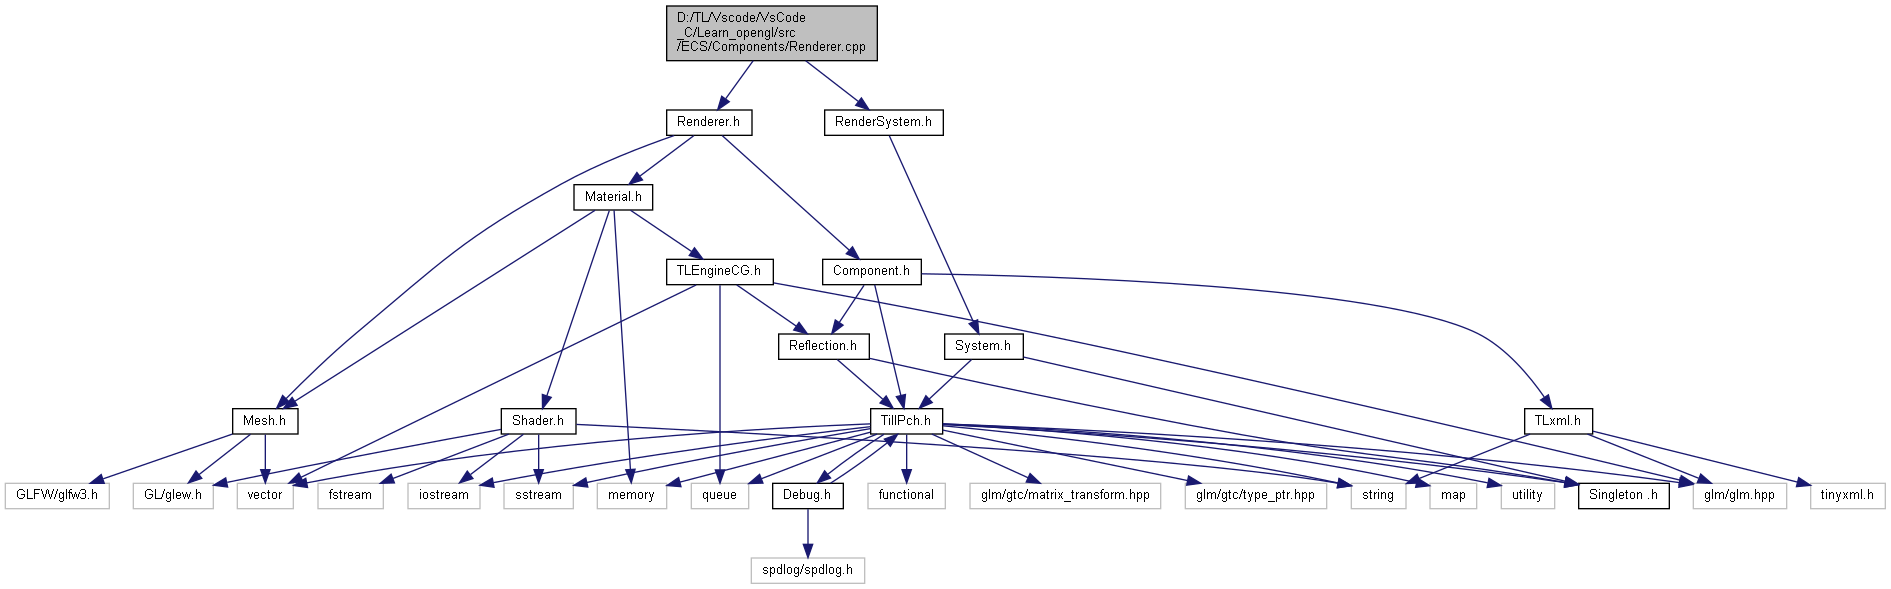 D:/TL/Vscode/VsCode
_C/Learn_opengl/src
/ECS/Components/Renderer.cpp
Renderer.h
RenderSystem.h
Material.h
TLEngineCG.h
Component.h
Reflection.h
System.h
Mesh.h
Shader.h
TillPch.h
TLxml.h
GLFW/glfw3.h
GL/glew.h
vector
fstream
iostream
sstream
memory
queue
Debug.h
functional
glm/gtc/matrix_transform.hpp
glm/gtc/type_ptr.hpp
string
map
utility
Singleton .h
glm/glm.hpp
tinyxml.h
spdlog/spdlog.h